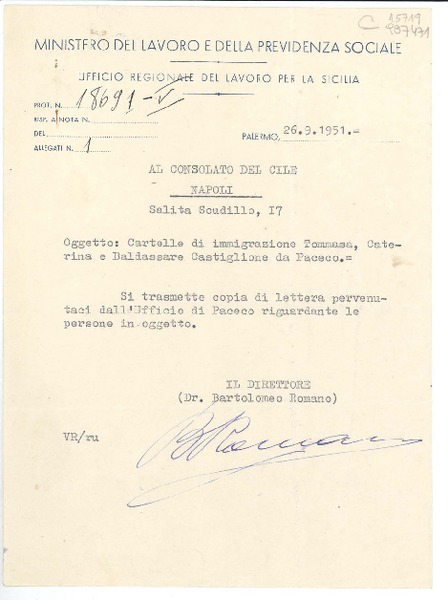 C 15719
MINISTERO DEL LAVORO E DELLA PREVIDENZA SOCIALE
UFFICIO REGIONALE DEL LAVORO PER LA SICILIA
PROT. N. 18691-V
RISP. A NOTA N.
DEL
ALLEGATI N. 1
PALERMO, 26.9.1951.=
AL CONSOLATO DEL CILE
NAPOLI
Salita Scudillo, I7
Oggetto: Cartelle di immigrazione Tommasa, Cate-
rina e Baldassare Castiglione da Paceco.=
Si trasmette copia di lettera pervenu-
taci dall'Ufficio di Paceco riguardante le
persone in oggetto.
IL DIRETTORE
(Dr. Bartolomeo Romano)
VR/ru
B Romano